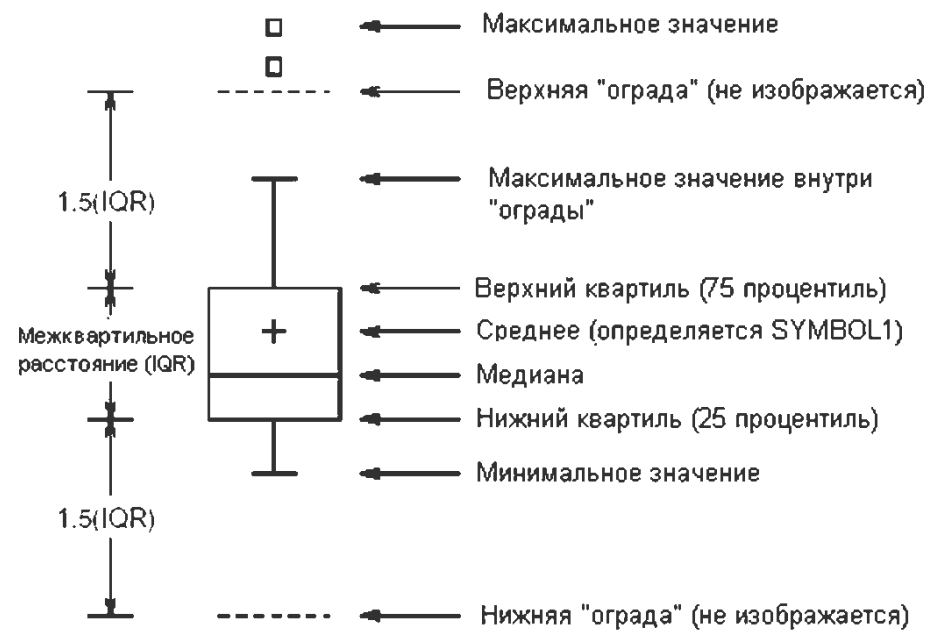 Максимальное значение
Верхняя "ограда" (не изображается)
Максимальное значение внутри
"ограды"
1.5(IQR)
Верхний квартиль (75 процентиль)
Среднее (определяется SYMBOL1)
Межквартильное
расстояние (IQR)
Медиана
Нижний квартиль (25 процентиль)
Минимальное значение
1.5(IQR)
Нижняя "ограда" (не изображается)